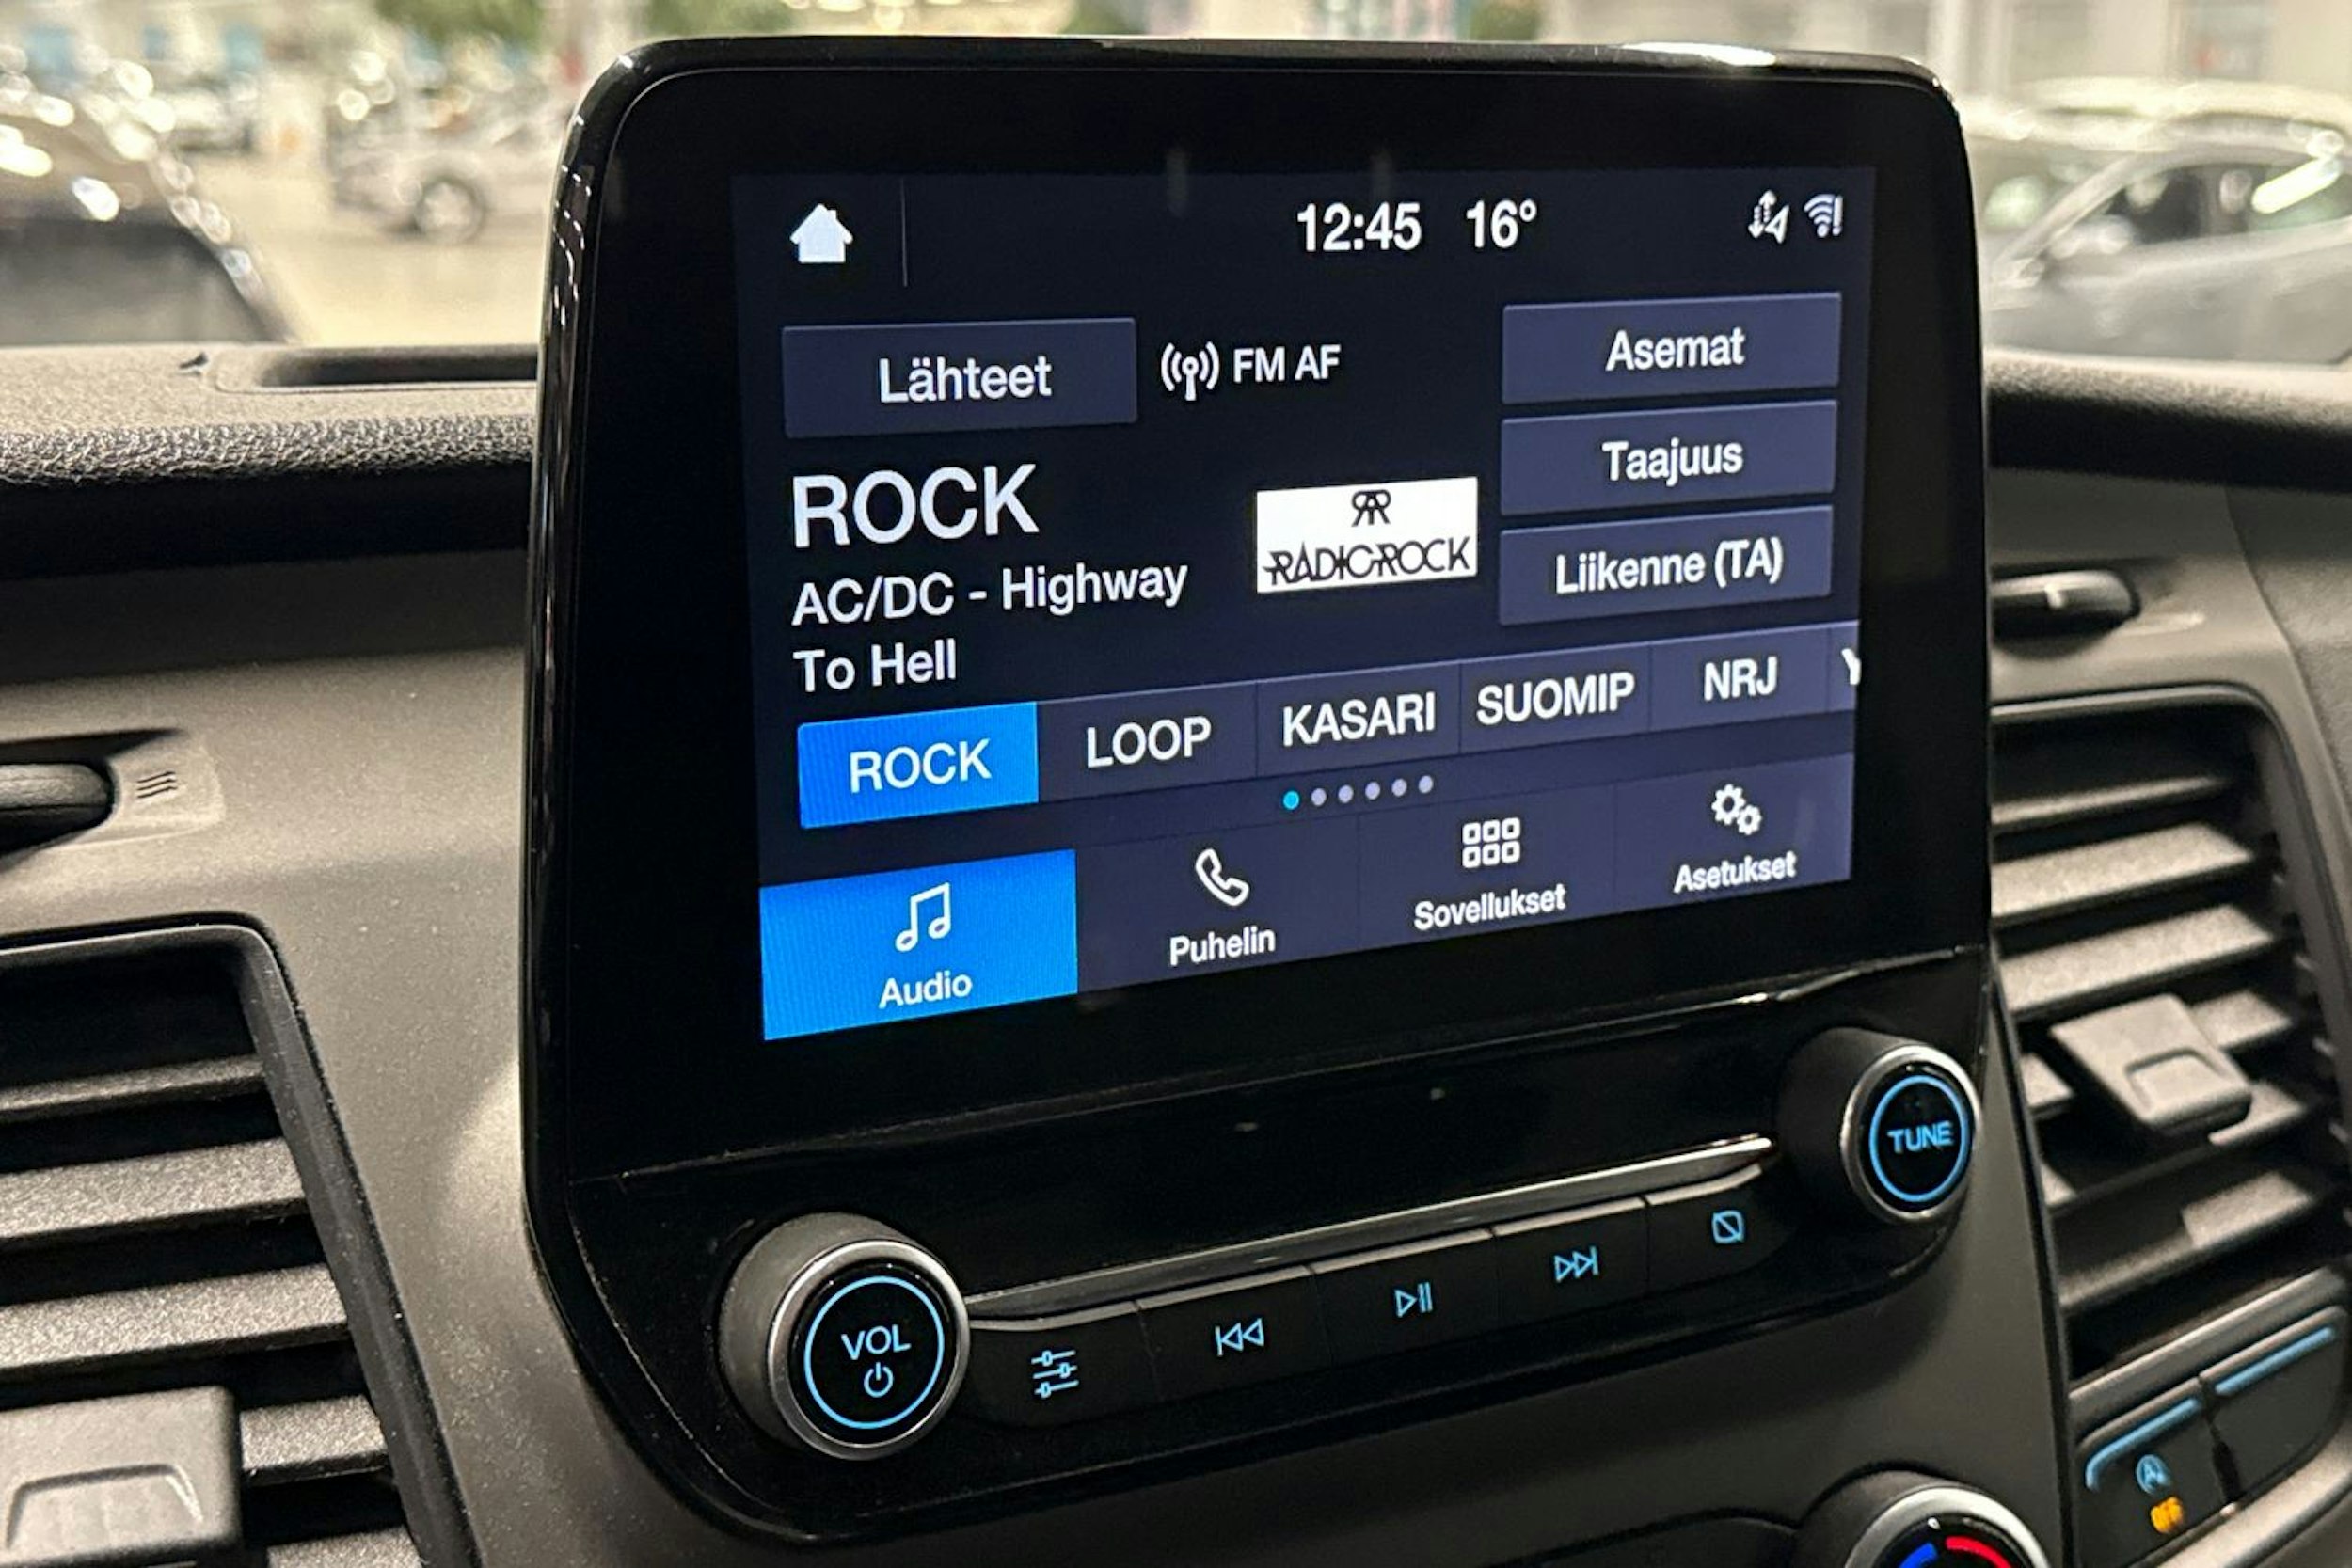 12:45 16°
Lähteet
FM AF
Asemat
Taajuus
Liikenne (TA)
ROCK
AC/DC - Highway
To Hell
RADIO ROCK
ROCK LOOP KASARI SUOMIP NRJ
Audio Puhelin Sovellukset Asetukset
TUNE
VOL
OFF